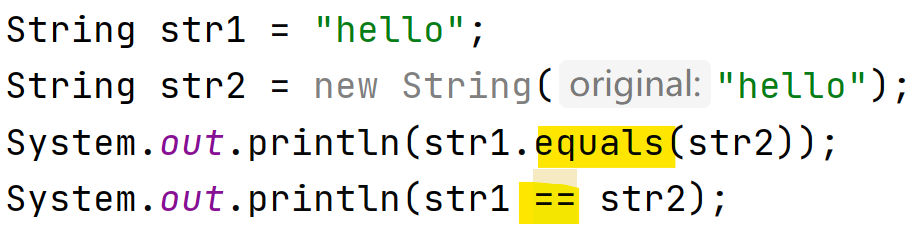 String str1 = "hello";
String str2 = new String( original: "hello");
System.out.println(str1.equals(str2));
System.out.println(str1 == str2);